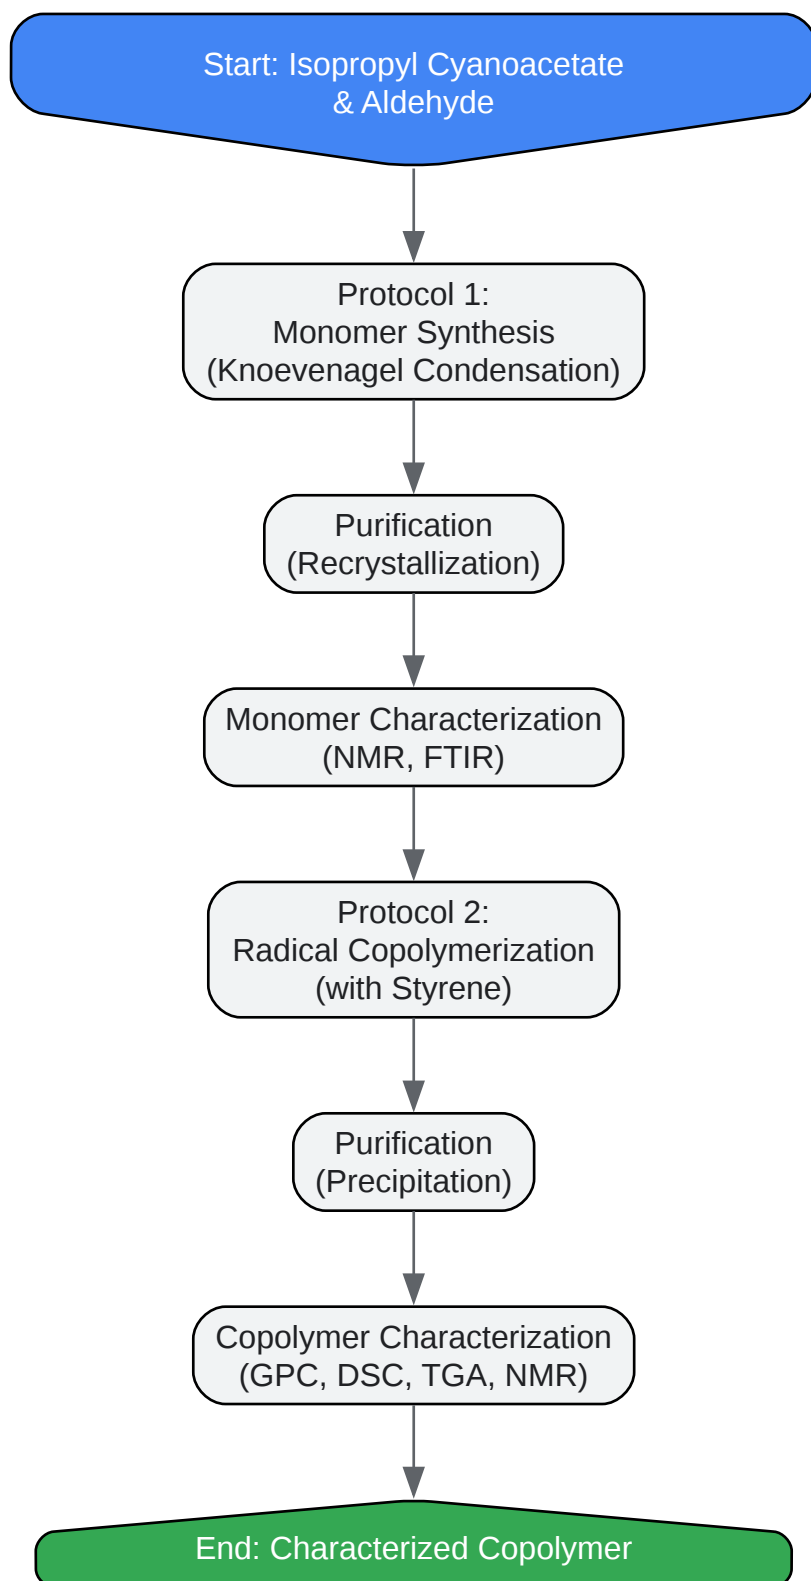 Start: Isopropyl Cyanoacetate
& Aldehyde
Protocol 1:
Monomer Synthesis
(Knoevenagel Condensation)
Purification
(Recrystallization)
Monomer Characterization
(NMR, FTIR)
Protocol 2:
Radical Copolymerization
(with Styrene)
Purification
(Precipitation)
Copolymer Characterization
(GPC, DSC, TGA, NMR)
End: Characterized Copolymer